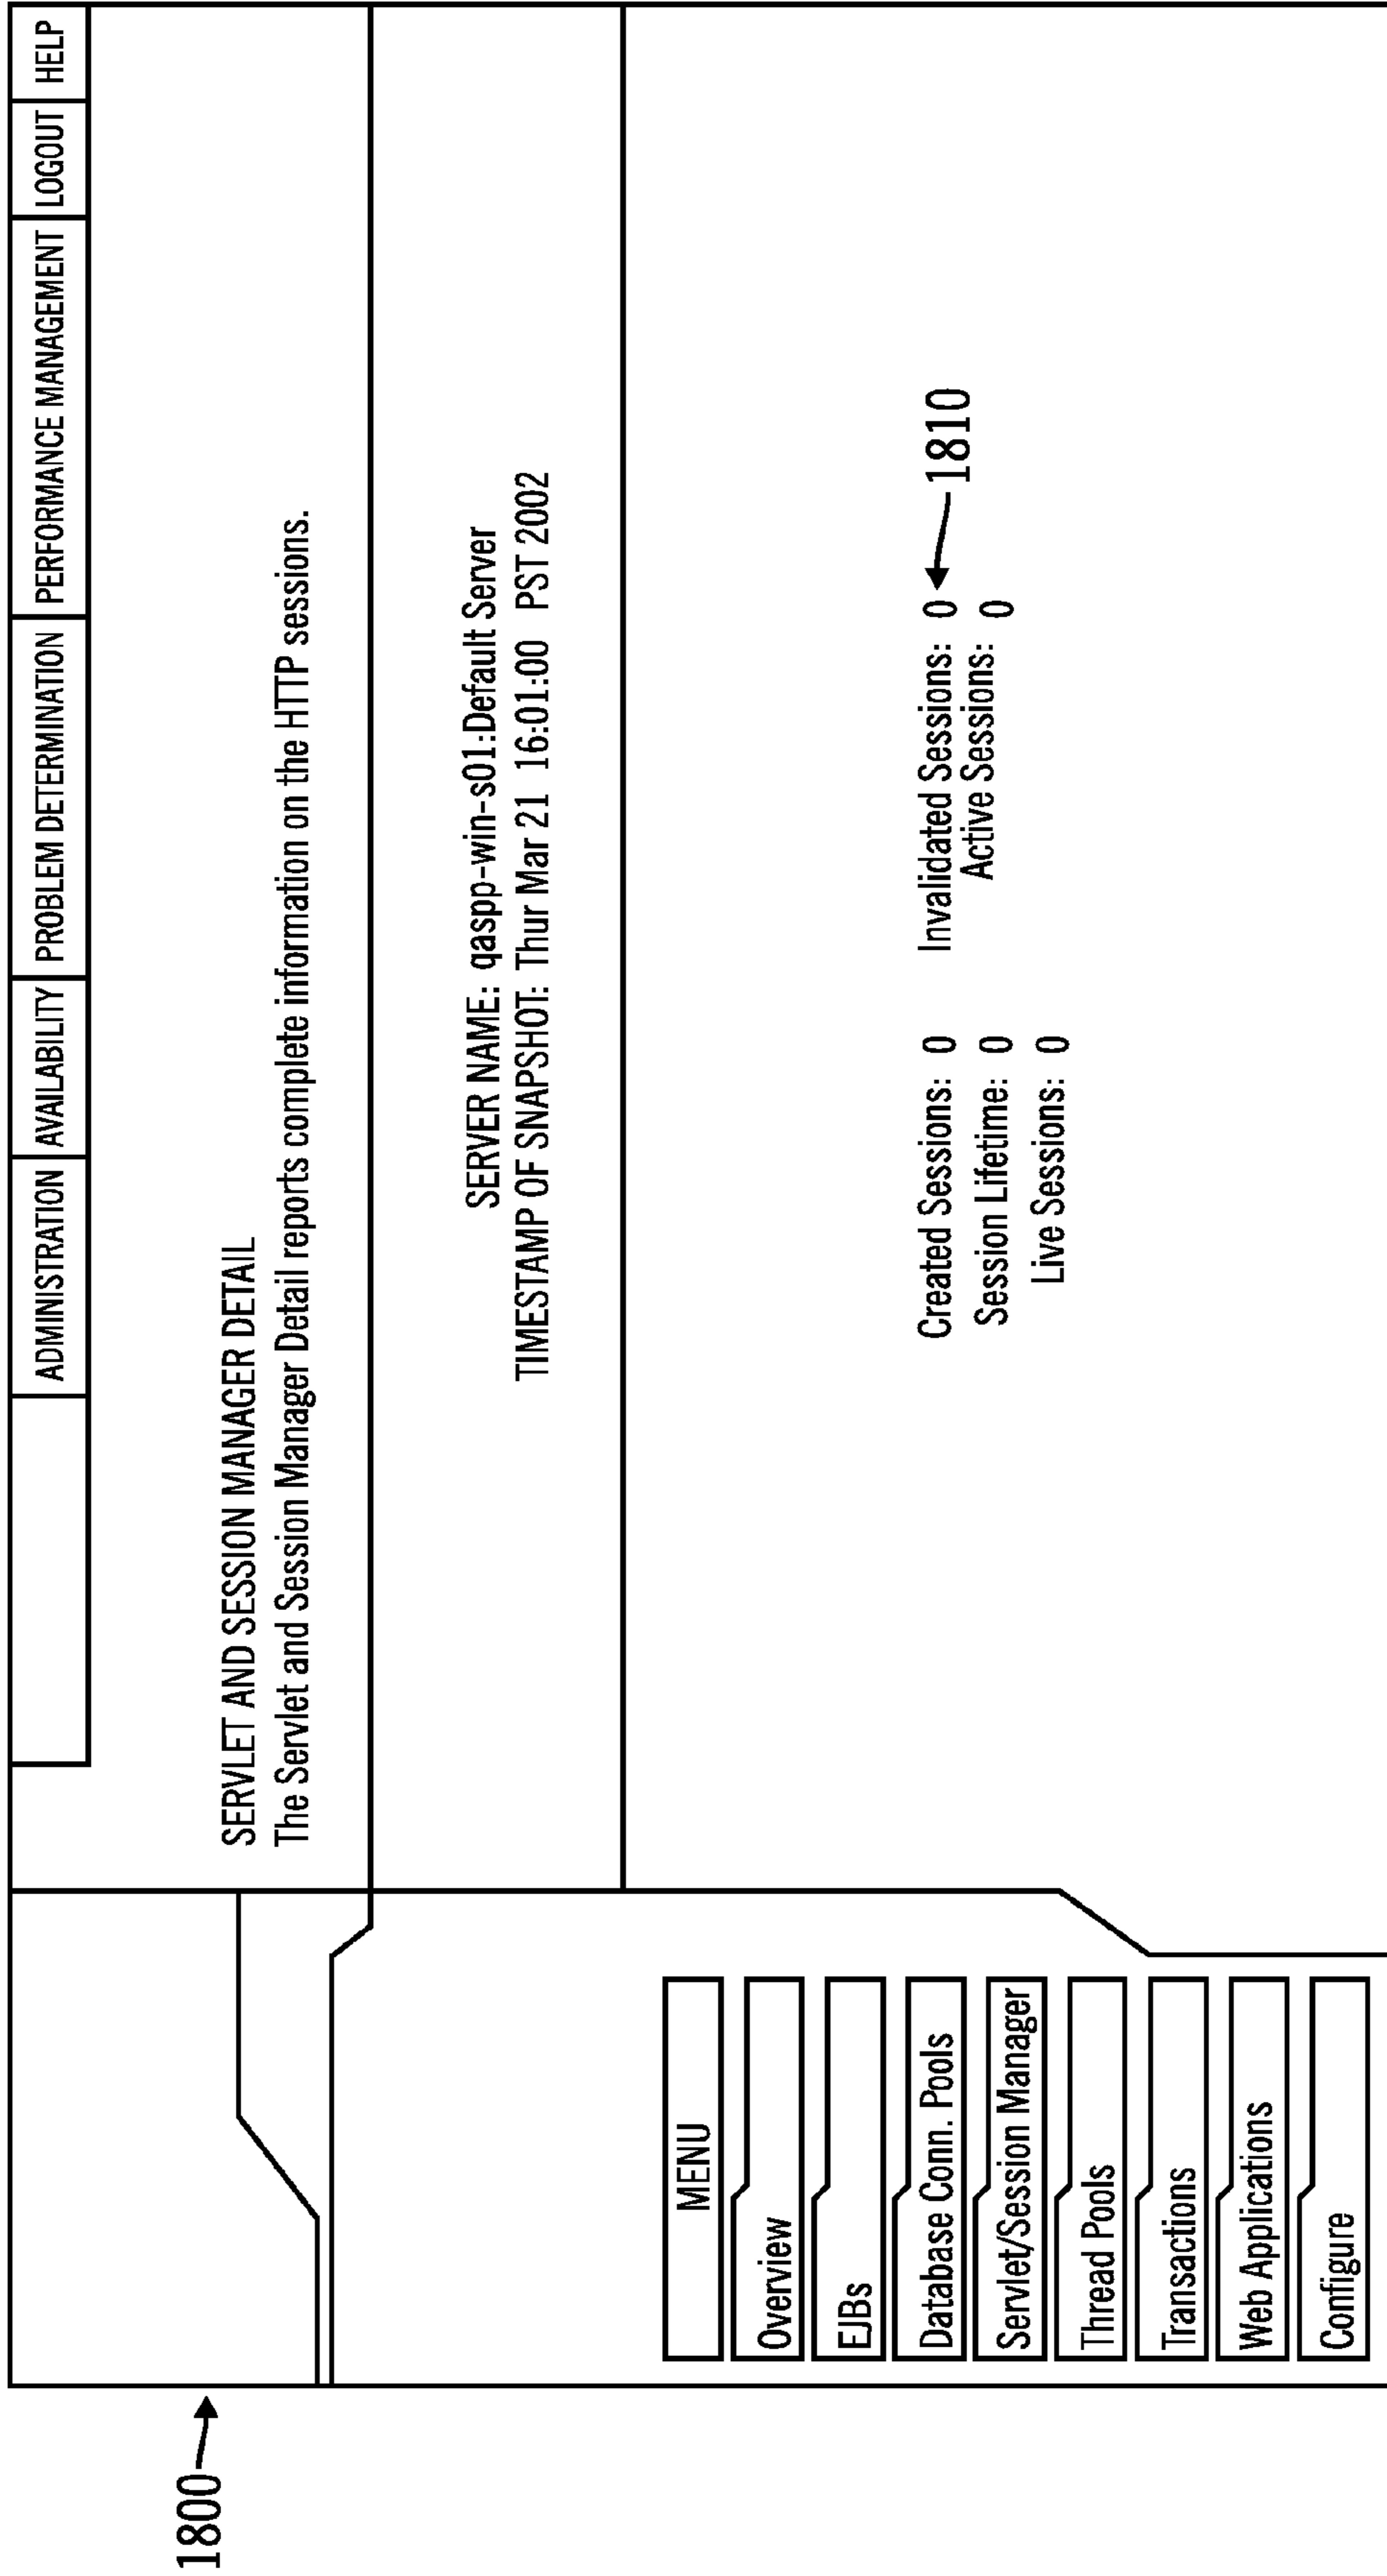 1800
ADMINISTRATION AVAILABILITY PROBLEM DETERMINATION PERFORMANCE MANAGEMENT LOGOUT HELP
SERVLET AND SESSION MANAGER DETAIL
The Servlet and Session Manager Detail reports complete information on the HTTP sessions.
SERVER NAME: qaspp-win-s01:Default Server
TIMESTAMP OF SNAPSHOT: Thur Mar 21 16:01:00 PST 2002
MENU
Overview
EJBs
Database Conn. Pools
Servlet/Session Manager
Thread Pools
Transactions
Web Applications
Configure
Created Sessions: 0 Invalidated Sessions: 0 1810
Session Lifetime: 0 Active Sessions: 0
Live Sessions: 0